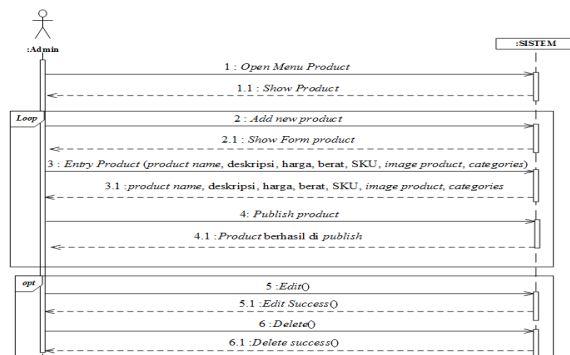 :Admin
:SISTEM
1 : Open Menu Product
1.1 : Show Product
Loop
2 : Add new product
2.1 : Show Form product
3 : Entry Product (product name, deskripsi, harga, berat, SKU, image product, categories)
3.1 :product name, deskripsi, harga, berat, SKU, image product, categories
4: Publish product
4.1 : Product berhasil di publish
opt
5 :Edit()
5.1 :Edit Success()
6 :Delete()
6.1 :Delete success()